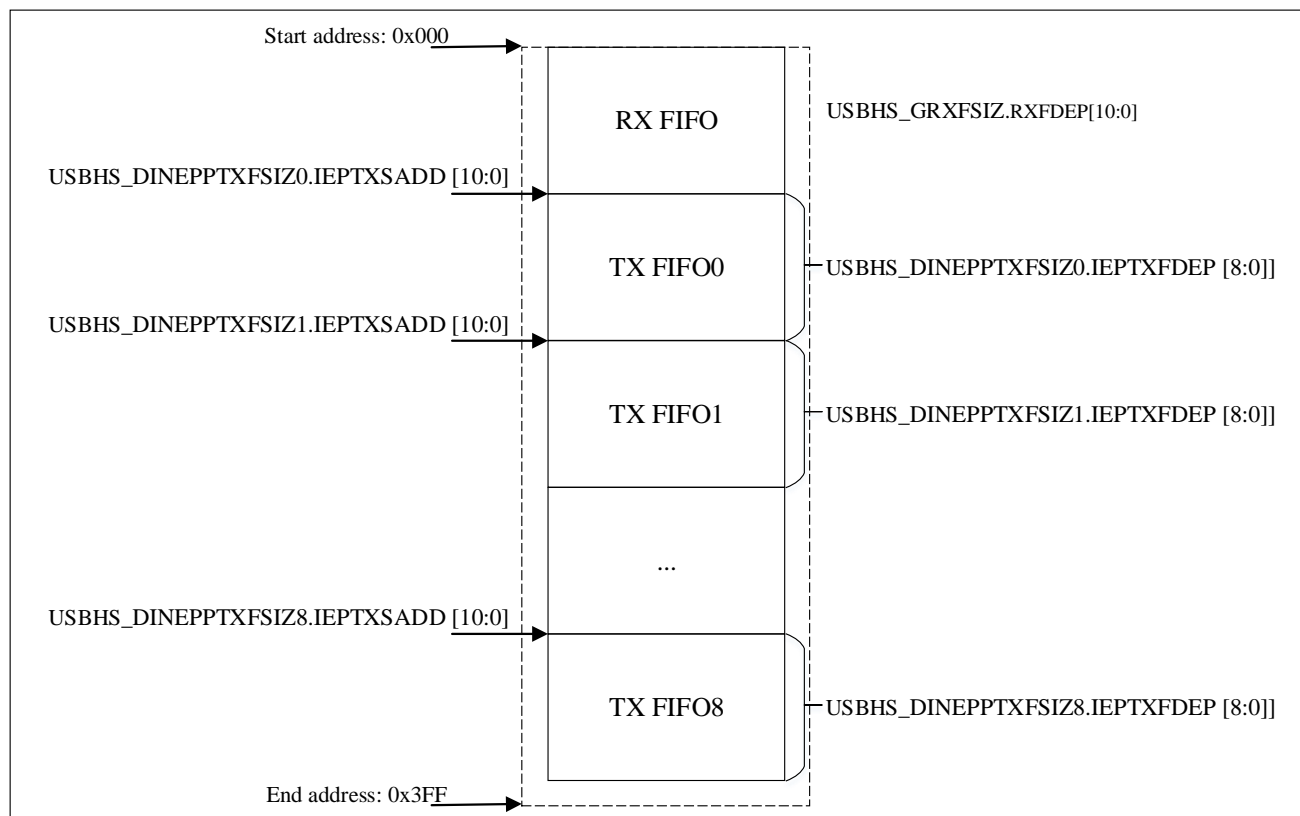 Start address: 0x000
RX FIFO
USBHS_GRXFSIZ.RXFDEP[10:0]
USBHS_DINEPPTXFSIZ0.IEPTXSADD [10:0]
TX FIFO0
USBHS_DINEPPTXFSIZ0.IEPTXFDEP [8:0]]
USBHS_DINEPPTXFSIZ1.IEPTXSADD [10:0]
TX FIFO1
USBHS_DINEPPTXFSIZ1.IEPTXFDEP [8:0]]
...
USBHS_DINEPPTXFSIZ8.IEPTXSADD [10:0]
TX FIFO8
USBHS_DINEPPTXFSIZ8.IEPTXFDEP [8:0]]
End address: 0x3FF